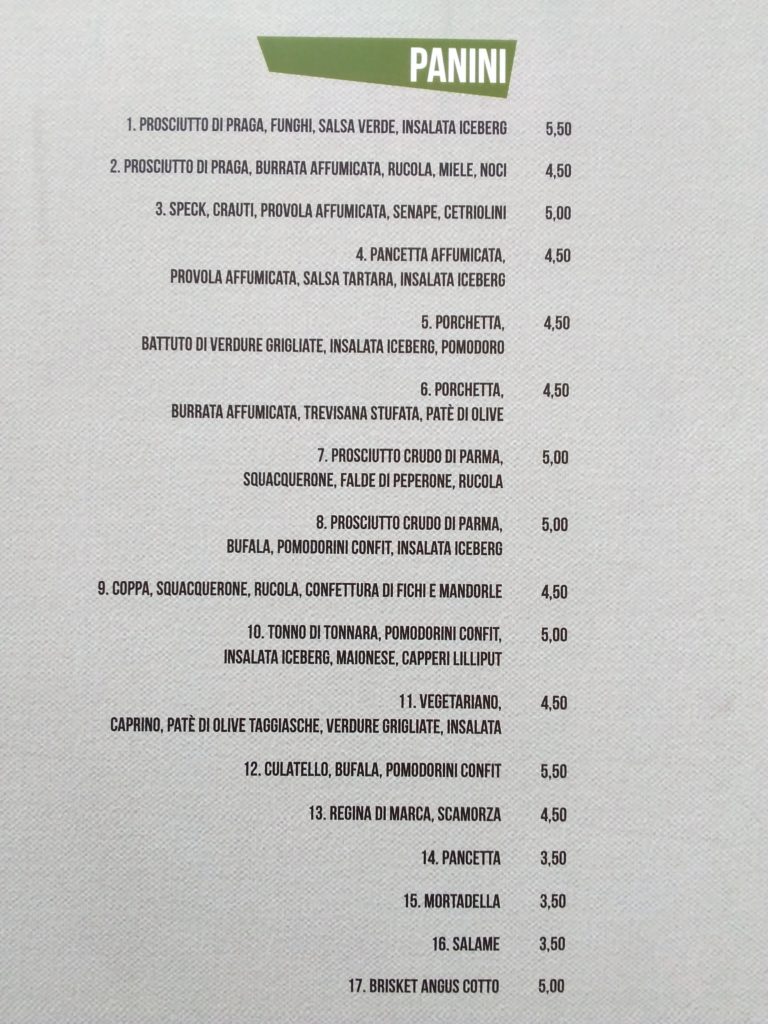 PANINI
1. PROSCIUTTO DI PRAGA, FUNGHI, SALSA VERDE, INSALATA ICEBERG 5,50
2. PROSCIUTTO DI PRAGA, BURRATA AFFUMICATA, RUCOLA, MIELE, NOCI 4,50
3. SPECK, CRAUTI, PROVOLA AFFUMICATA, SENAPE, CETRIOLINI 5,00
4. PANCETTA AFFUMICATA, 4,50
PROVOLA AFFUMICATA, SALSA TARTARA, INSALATA ICEBERG
5. PORCHETTA, 4,50
BATTUTO DI VERDURE GRIGLIATE, INSALATA ICEBERG, POMODORO
6. PORCHETTA, 4,50
BURRATA AFFUMICATA, TREVISANA STUFATA, PATÈ DI OLIVE
7. PROSCIUTTO CRUDO DI PARMA, 5,00
SQUACQUERONE, FALDE DI PEPERONE, RUCOLA
8. PROSCIUTTO CRUDO DI PARMA, 5,00
BUFALA, POMODORINI CONFIT, INSALATA ICEBERG
9. COPPA, SQUACQUERONE, RUCOLA, CONFETTURA DI FICHI E MANDORLE 4,50
10. TONNO DI TONNARA, POMODORINI CONFIT, 5,00
INSALATA ICEBERG, MAIONESE, CAPPERI LILLIPUT
11. VEGETARIANO, 4,50
CAPRINO, PATÈ DI OLIVE TAGGIASCHE, VERDURE GRIGLIATE, INSALATA
12. CULATELLO, BUFALA, POMODORINI CONFIT 5,50
13. REGINA DI MARCA, SCAMORZA 4,50
14. PANCETTA 3,50
15. MORTADELLA 3,50
16. SALAME 3,50
17. BRISKET ANGUS COTTO 5,00